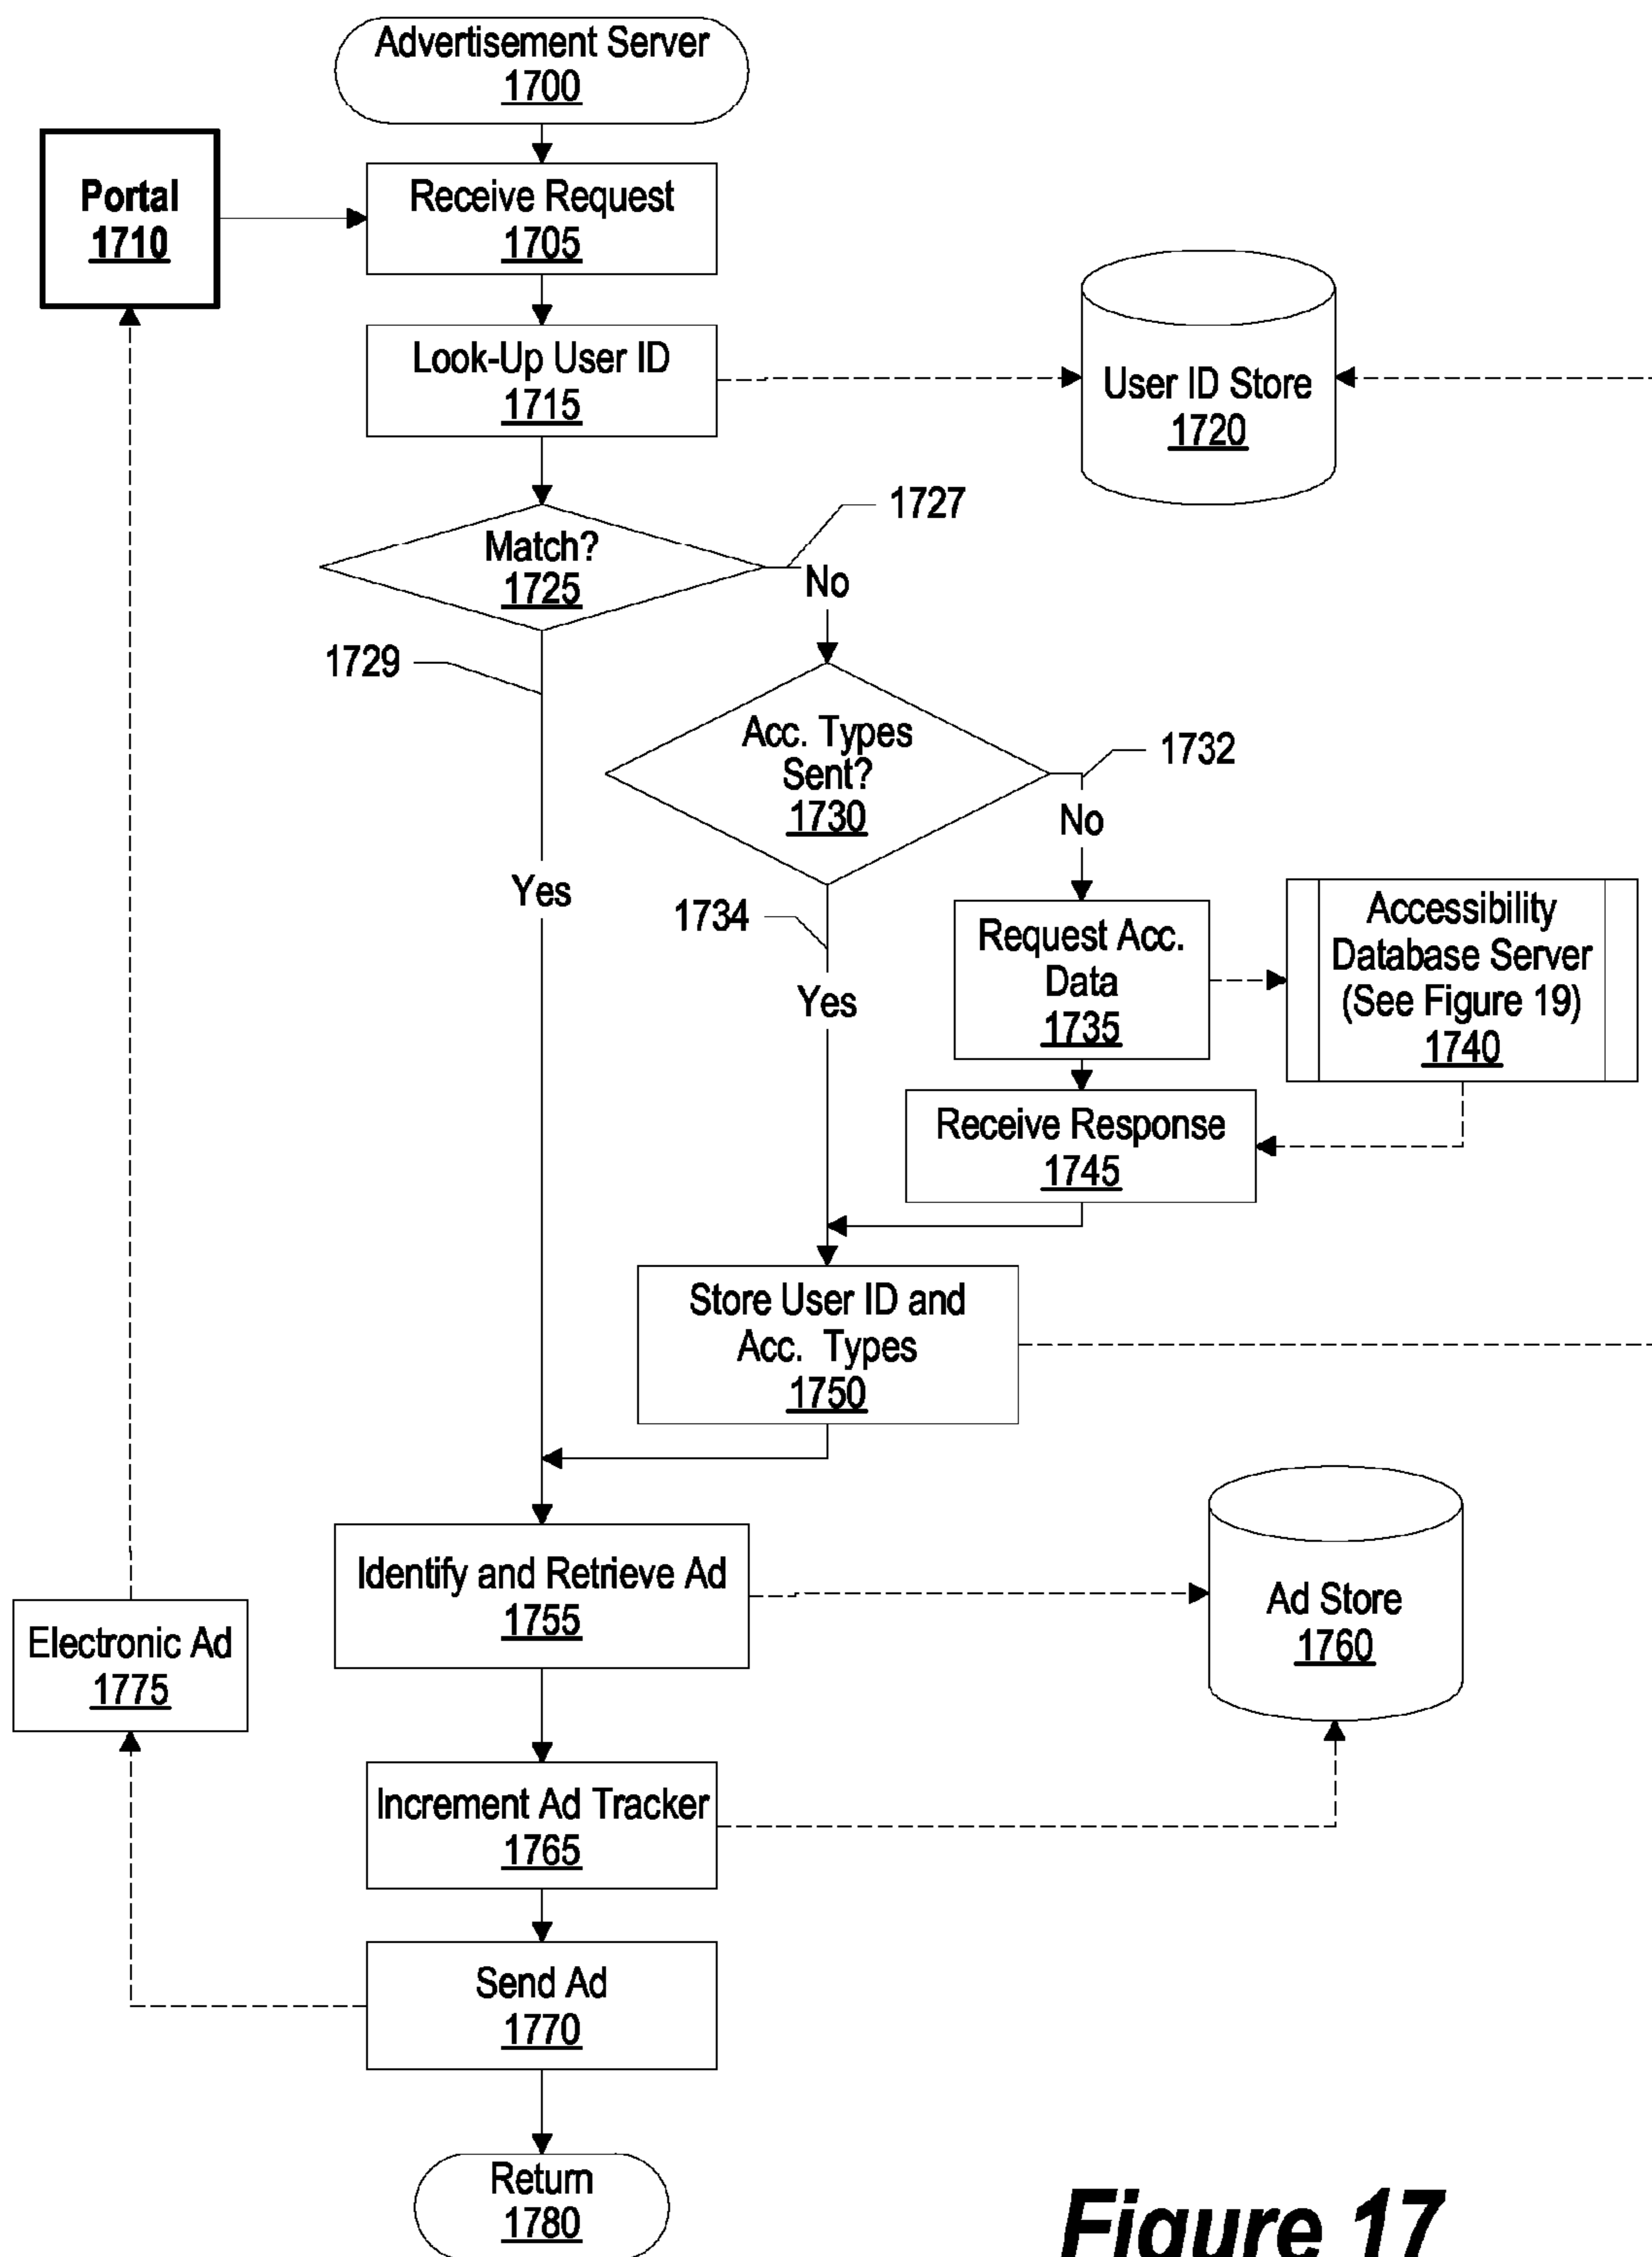 Advertisement Server
1700
Portal
1710
Receive Request
1705
Look-Up User ID
1715
User ID Store
1720
1727
Match?
1725
No
1729
Acc. Types
Sent?
1730
1732
No
Yes
1734
Yes
Request Acc.
Data
1735
Accessibility
Database Server
(See Figure 19)
1740
Receive Response
1745
Store User ID and
Acc. Types
1750
Identify and Retrieve Ad
1755
Ad Store
1760
Electronic Ad
1775
Increment Ad Tracker
1765
Send Ad
1770
Return
1780
Figure 17